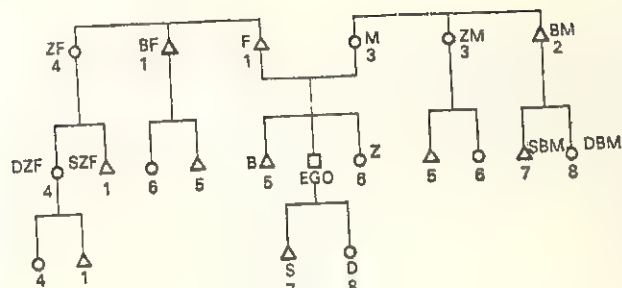 ZF BF F M ZM BM
4 1 1 3 3 2
DZF SZF B Z SBM DBM
4 1 6 5 5 EGO 6 5 6 7 8
4 1 S D
7 8